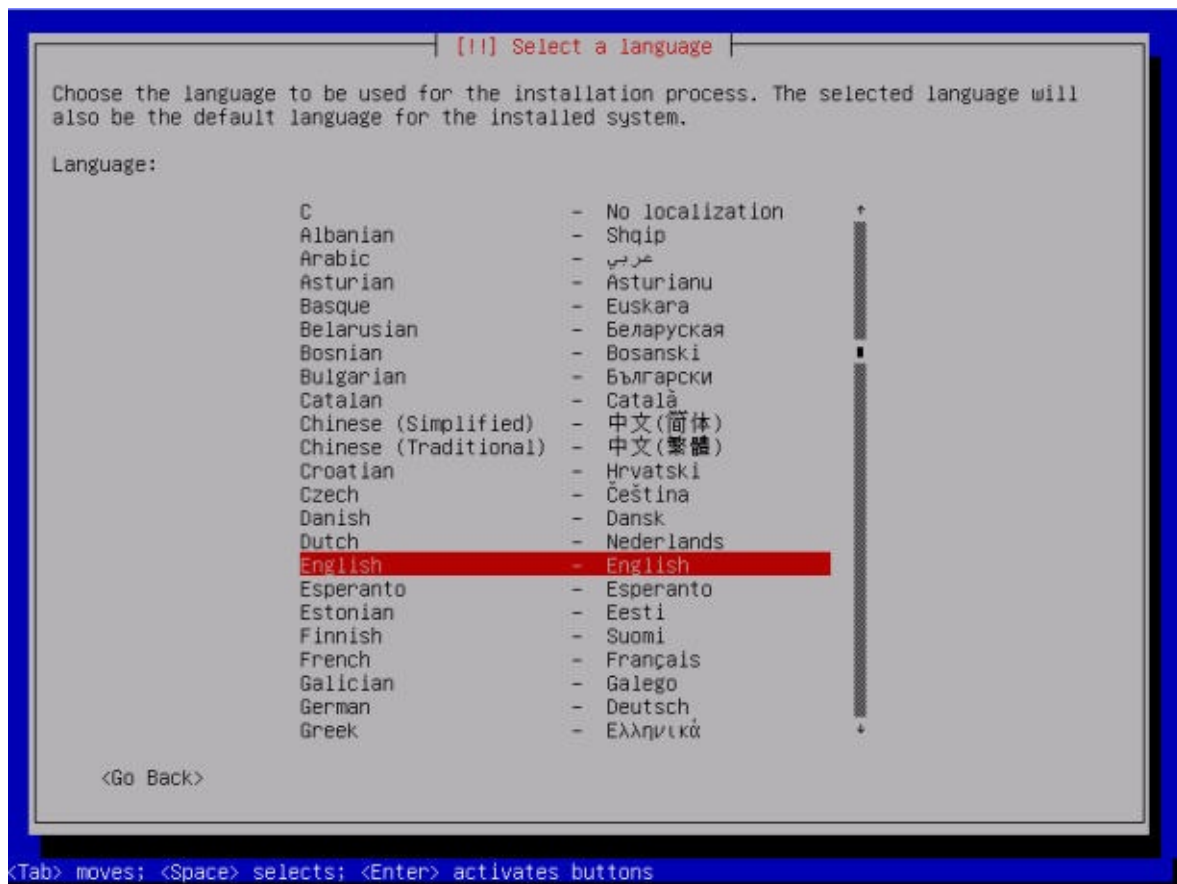 [!!] Select a language
Choose the language to be used for the installation process. The selected language will
also be the default language for the installed system.
Language:
C - No localization
Albanian - Shqip
Arabic - عربي
Asturian - Asturianu
Basque - Euskara
Belarusian - Беларуская
Bosnian - Bosanski
Bulgarian - Български
Catalan - Català
Chinese (Simplified) - 中文(简体)
Chinese (Traditional) - 中文(繁體)
Croatian - Hrvatski
Czech - Čeština
Danish - Dansk
Dutch - Nederlands
English - English
Esperanto - Esperanto
Estonian - Eesti
Finnish - Suomi
French - Français
Galician - Galego
German - Deutsch
Greek - Ελληνικά
<Go Back>
<Tab> moves; <Space> selects; <Enter> activates buttons